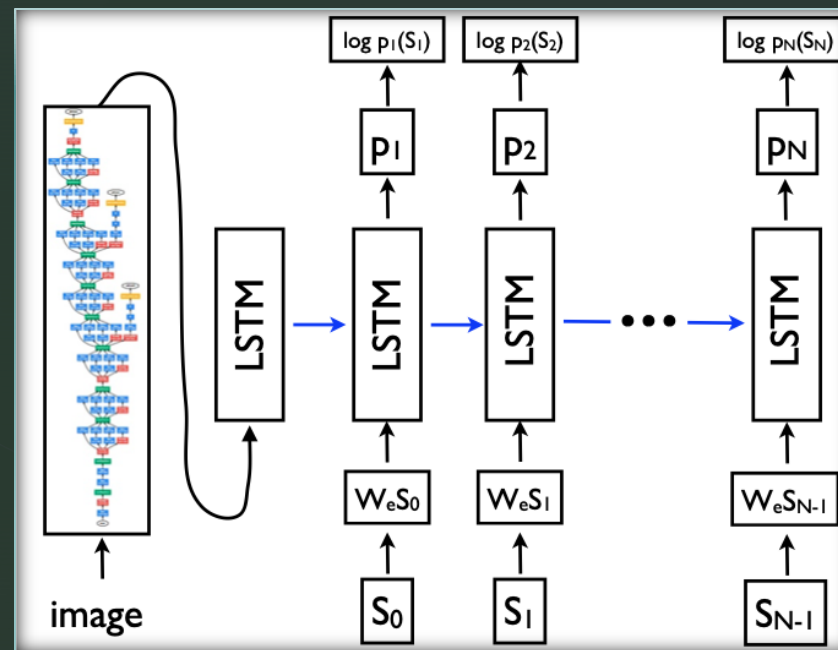 log p₁(S₁) log p₂(S₂) log pN(SN)
p₁ p₂ pN
LSTM LSTM LSTM LSTM
WeS₀ WeS₁ WeSN-1
image S₀ S₁ SN-1